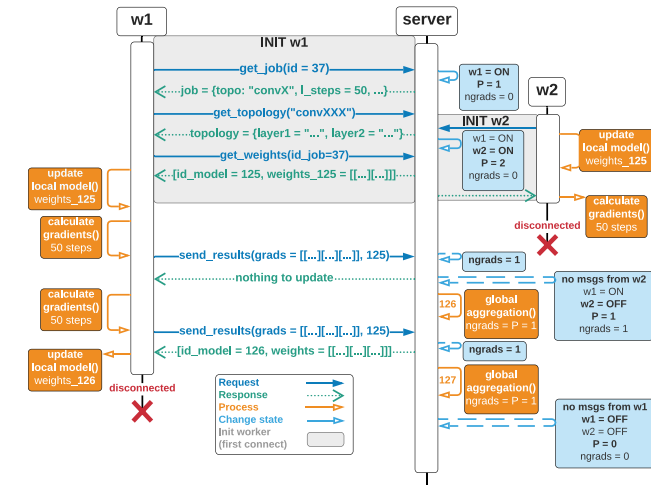 w1
server
INIT w1
get_job(id = 37)
job = {topo: "convX", l_steps = 50, ...}
w1 = ON
P = 1
ngrads = 0
w2
get_topology("convXXX")
INIT w2
topology = {layer1 = "...", layer2 = "..."}
w1 = ON
w2 = ON
P = 2
ngrads = 0
update
local model()
weights_125
get_weights(id_job=37)
[id_model = 125, weights_125 = [[...][...]]]
update
local model()
weights_125
calculate
gradients()
50 steps
disconnected
calculate
gradients()
50 steps
send_results(grads = [[...][...][...]], 125)
ngrads = 1
nothing to update
no msgs from w2
w1 = ON
w2 = OFF
P = 1
ngrads = 1
calculate
gradients()
50 steps
126
global
aggregation()
ngrads = P = 1
send_results(grads = [[...][...][...]], 125)
[id_model = 126, weights = [[...][...][...]]]
ngrads = 1
update
local model()
weights_126
disconnected
127
global
aggregation()
ngrads = P = 1
Request
Response
Process
Change state
Init worker
(first connect)
no msgs from w1
w1 = OFF
w2 = OFF
P = 0
ngrads = 0